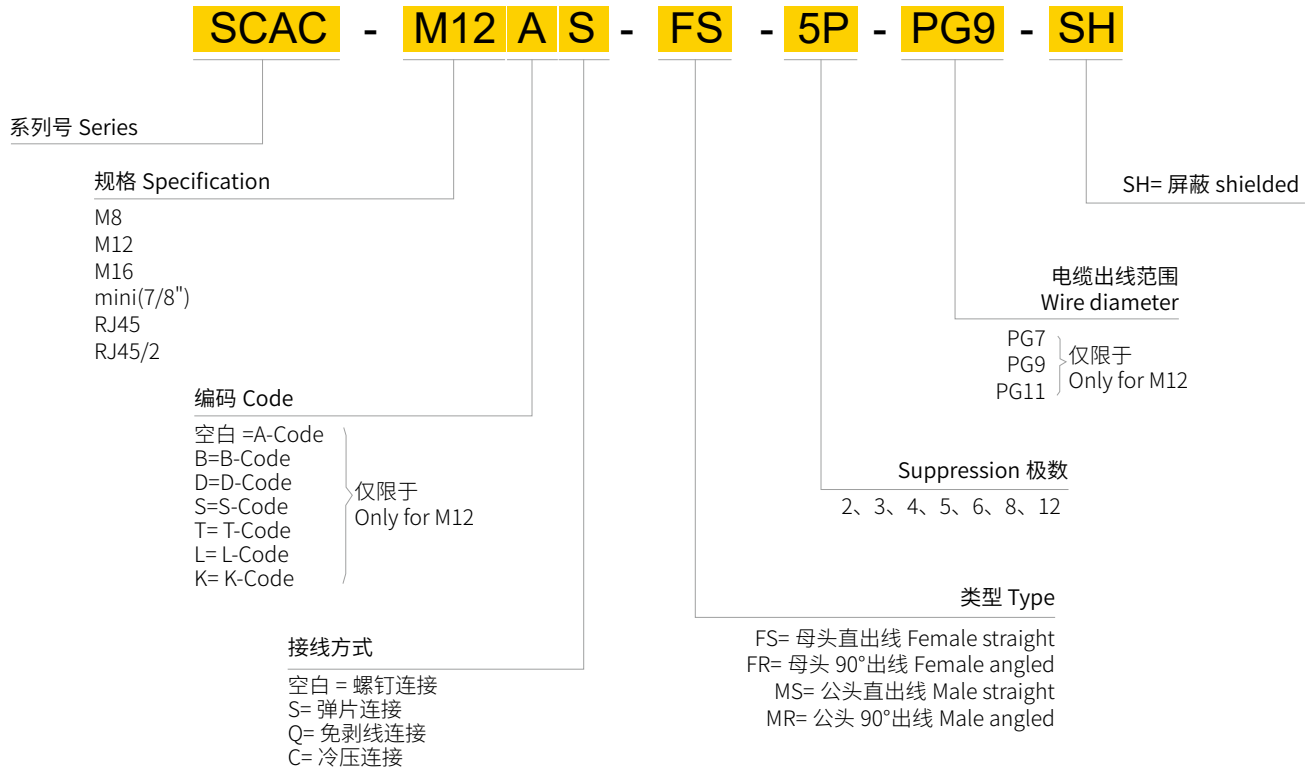 SCAC - M12 A S - FS - 5P - PG9 - SH
系列号 Series
规格 Specification
M8
M12
M16
mini(7/8")
RJ45
RJ45/2
SH= 屏蔽 shielded
电缆出线范围
Wire diameter
PG7
PG9
PG11
仅限于
Only for M12
编码 Code
空白 =A-Code
B=B-Code
D=D-Code
S=S-Code
T= T-Code
L= L-Code
K= K-Code
仅限于
Only for M12
Suppression 极数
2、3、4、5、6、8、12
类型 Type
FS= 母头直出线 Female straight
FR= 母头 90°出线 Female angled
MS= 公头直出线 Male straight
MR= 公头 90°出线 Male angled
接线方式
空白 = 螺钉连接
S= 弹片连接
Q= 免剥线连接
C= 冷压连接